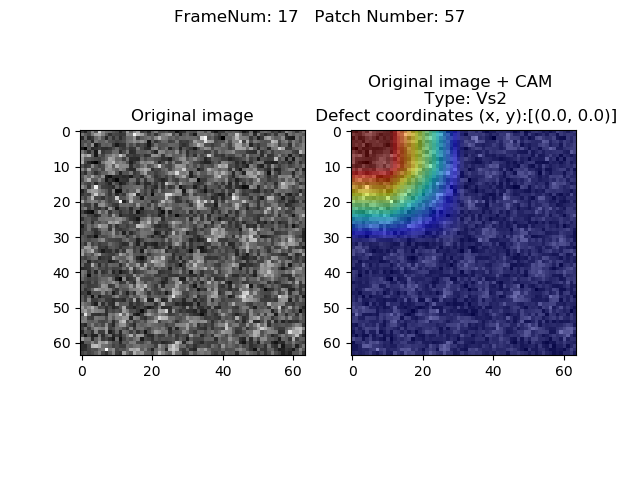 FrameNum: 17   Patch Number: 57
Original image
0
10
20
30
40
50
60
0 20 40 60
Original image + CAM
Type: Vs2
Defect coordinates (x, y):[(0.0, 0.0)]
0
10
20
30
40
50
60
0 20 40 60